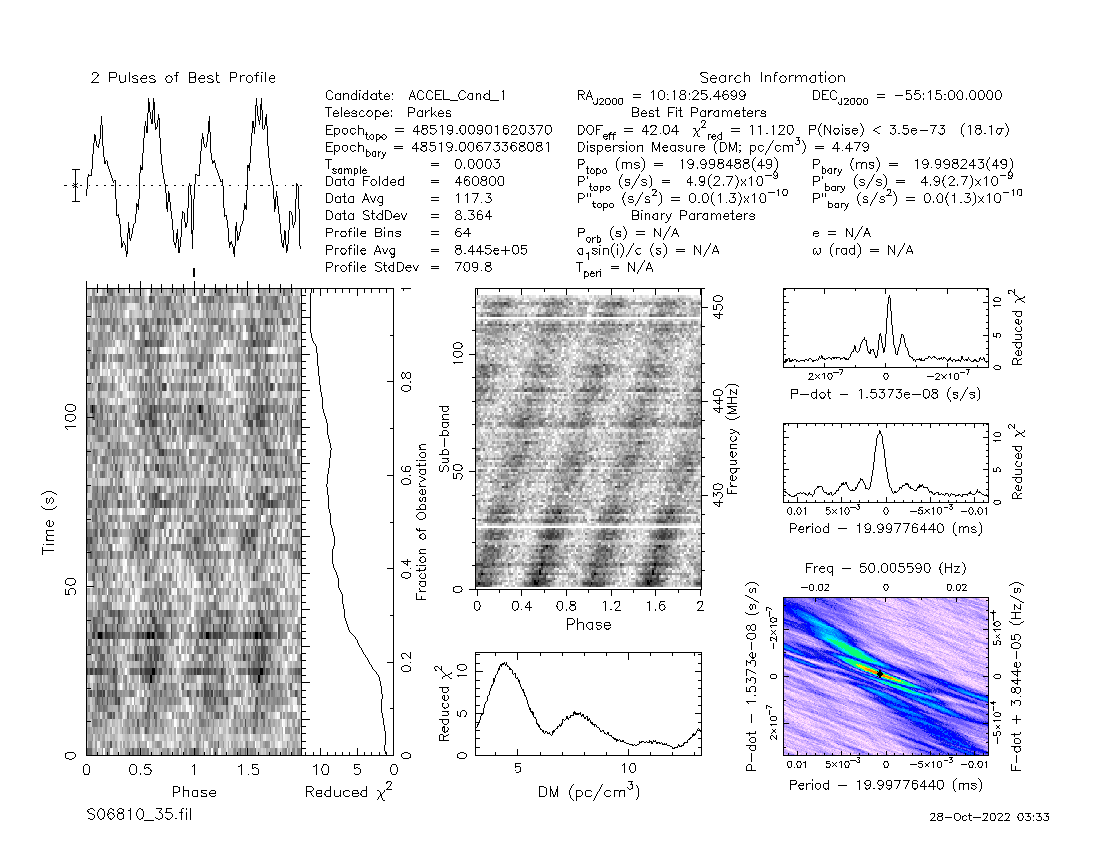 2 Pulses of Best Profile
Search Information
Candidate: ACCEL_Cand_1
RA_J2000 = 10:18:25.4699
DEC_J2000 = −55:15:00.0000
Telescope: Parkes
Best Fit Parameters
Epoch_topo = 48519.00901620370
DOF_eff = 42.04 χ²_red = 11.120 P(Noise) < 3.5e−73 (18.1σ)
Epoch_bary = 48519.00673368081
Dispersion Measure (DM; pc/cm³) = 4.479
T_sample = 0.0003
P_topo (ms) = 19.998488(49)
P_bary (ms) = 19.998243(49)
Data Folded = 460800
P'_topo (s/s) = 4.9(2.7)×10⁻⁹
P'_bary (s/s) = 4.9(2.7)×10⁻⁹
Data Avg = 117.3
P''_topo (s/s²) = 0.0(1.3)×10⁻¹⁰
P''_bary (s/s²) = 0.0(1.3)×10⁻¹⁰
Data StdDev = 8.364
Binary Parameters
Profile Bins = 64
P_orb (s) = N/A
e = N/A
Profile Avg = 8.445e+05
a₁sin(i)/c (s) = N/A
ω (rad) = N/A
Profile StdDev = 709.8
T_peri = N/A
Time (s)
0 50 100
0 0.5 1 1.5
Phase
10 5 0
Reduced χ²
0 0.2 0.4 0.6 0.8 1
Fraction of Observation
Sub−band
0 50 100
430 440 450
Frequency (MHz)
0 0.4 0.8 1.2 1.6 2
Phase
Reduced χ²
0 5 10
5 10
DM (pc/cm³)
0 5 10
Reduced χ²
2×10⁻⁷ 0 −2×10⁻⁷
P−dot − 1.5373e−08 (s/s)
0 5 10
Reduced χ²
0.01 5×10⁻³ 0 −5×10⁻³ −0.01
Period − 19.99776440 (ms)
Freq − 50.005590 (Hz)
−0.02 0 0.02
P−dot − 1.5373e−08 (s/s)
2×10⁻⁷ 0 −2×10⁻⁷
−5×10⁻⁴ 0 5×10⁻⁴
F−dot + 3.844e−05 (Hz/s)
0.01 5×10⁻³ 0 −5×10⁻³ −0.01
Period − 19.99776440 (ms)
S06810_35.fil
28−Oct−2022 03:33